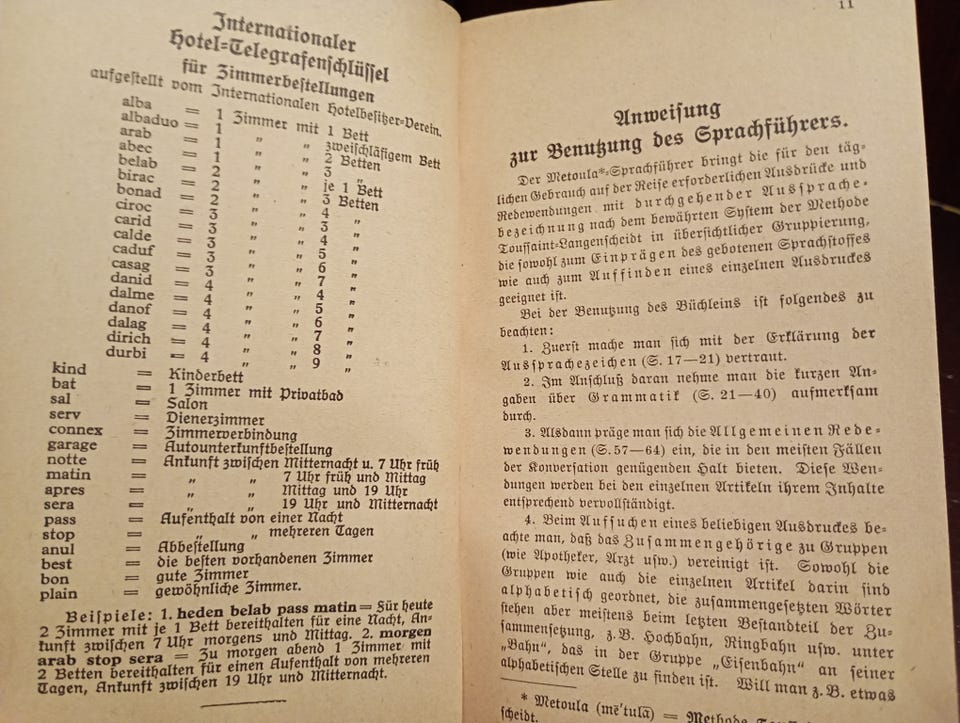 Internationaler
Hotel=Telegrafenschlüssel
für Zimmerbestellungen
aufgestellt vom Internationalen Hotelbesitzer=Verein.
alba = 1 Zimmer mit 1 Bett
albaduo = 1 " " zweischläfigem Bett
arab = 1 " " 2 Betten
abec = 1 " " 3 "
belab = 2 " " je 1 Bett
birac = 2 " " 3 Betten
bonad = 2 " " 4 "
ciroc = 3 " " 3 "
carid = 3 " " 4 "
calde = 3 " " 5 "
caduf = 3 " " 6 "
casag = 3 " " 7 "
danid = 4 " " 4 "
dalme = 4 " " 5 "
danof = 4 " " 6 "
dalag = 4 " " 7 "
dirich = 4 " " 8 "
durbi = 4 " " 9 "
kind = Kinderbett
bat = 1 Zimmer mit Privatbad
sal = Salon
serv = Dienerzimmer
connex = Zimmerverbindung
garage = Autounterkunftbestellung
notte = Ankunft zwischen Mitternacht u. 7 Uhr früh
matin = " " 7 Uhr früh und Mittag
apres = " " Mittag und 19 Uhr
sera = " " 19 Uhr und Mitternacht
pass = Aufenthalt von einer Nacht
stop = " " mehreren Tagen
anul = Abbestellung
best = die besten vorhandenen Zimmer
bon = gute Zimmer
plain = gewöhnliche Zimmer.
Beispiele: 1. heden belab pass matin = Für heute
2 Zimmer mit je 1 Bett bereithalten für eine Nacht, An=
kunft zwischen 7 Uhr morgens und Mittag. 2. morgen
arab stop sera = Zu morgen abend 1 Zimmer mit
2 Betten bereithalten für einen Aufenthalt von mehreren
Tagen, Ankunft zwischen 19 Uhr und Mitternacht.
11
Anweisung
zur Benutzung des Sprachführers.
Der Metoula*=Sprachführer bringt die für den täg=
lichen Gebrauch auf der Reise erforderlichen Ausdrücke und
Redewendungen mit durchgehender Aussprache=
bezeichnung nach dem bewährten System der Methode
Toussaint=Langenscheidt in übersichtlicher Gruppierung,
die sowohl zum Einprägen des gebotenen Sprachstoffes
wie auch zum Auffinden eines einzelnen Ausdruckes
geeignet ist.
Bei der Benutzung des Büchleins ist folgendes zu
beachten:
1. Zuerst mache man sich mit der Erklärung der
Aussprachezeichen (S. 17—21) vertraut.
2. Im Anschluß daran nehme man die kurzen An=
gaben über Grammatik (S. 21—40) aufmerksam
durch.
3. Alsdann präge man sich die Allgemeinen Rede=
wendungen (S. 57—64) ein, die in den meisten Fällen
der Konversation genügenden Halt bieten. Diese Wen=
dungen werden bei den einzelnen Artikeln ihrem Inhalte
entsprechend vervollständigt.
4. Beim Aufsuchen eines beliebigen Ausdruckes be=
achte man, daß das Zusammengehörige zu Gruppen
(wie Apotheke, Arzt usw.) vereinigt ist. Sowohl die
Gruppen wie auch die einzelnen Artikel darin sind
alphabetisch geordnet, die zusammengesetzten Wörter
stehen aber meistens beim letzten Bestandteil der Zu=
sammensetzung, z.B. Hochbahn, Ringbahn usw. unter
„Bahn“, das in der Gruppe „Eisenbahn“ an seiner
alphabetischen Stelle zu finden ist. Will man z.B. etwas
* Metoula (mē'tulā) = Methode
scheidt.